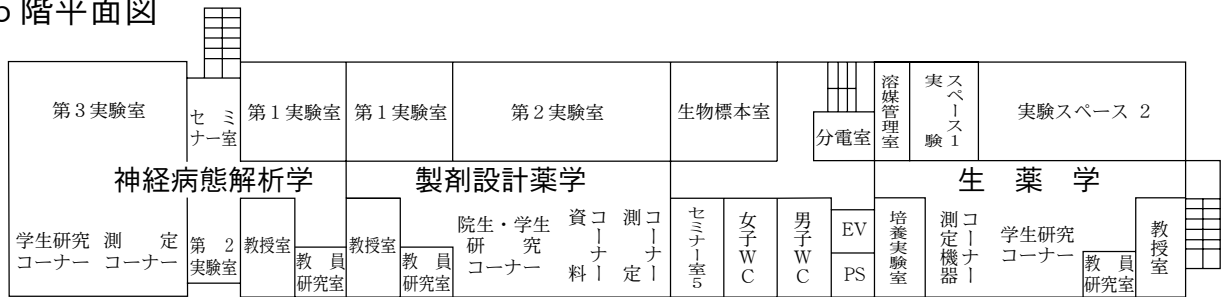 階平面図
第3実験室
セミ
ナー室
第1実験室
第1実験室
第2実験室
生物標本室
分電室
溶媒管理室
実験
スペース1
実験スペース 2
神経病態解析学
製剤設計薬学
生 薬 学
学生研究
コーナー
測 定
コーナー
第 2
実験室
教授室
教 員
研究室
教授室
教 員
研究室
院生・学生
研 究
コーナー
資料
コーナー
測定
コーナー
セミナー室5
女子WC
男子WC
EV
PS
培養実験室
測定機器
コーナー
学生研究
コーナー
教 員
研究室
教授室